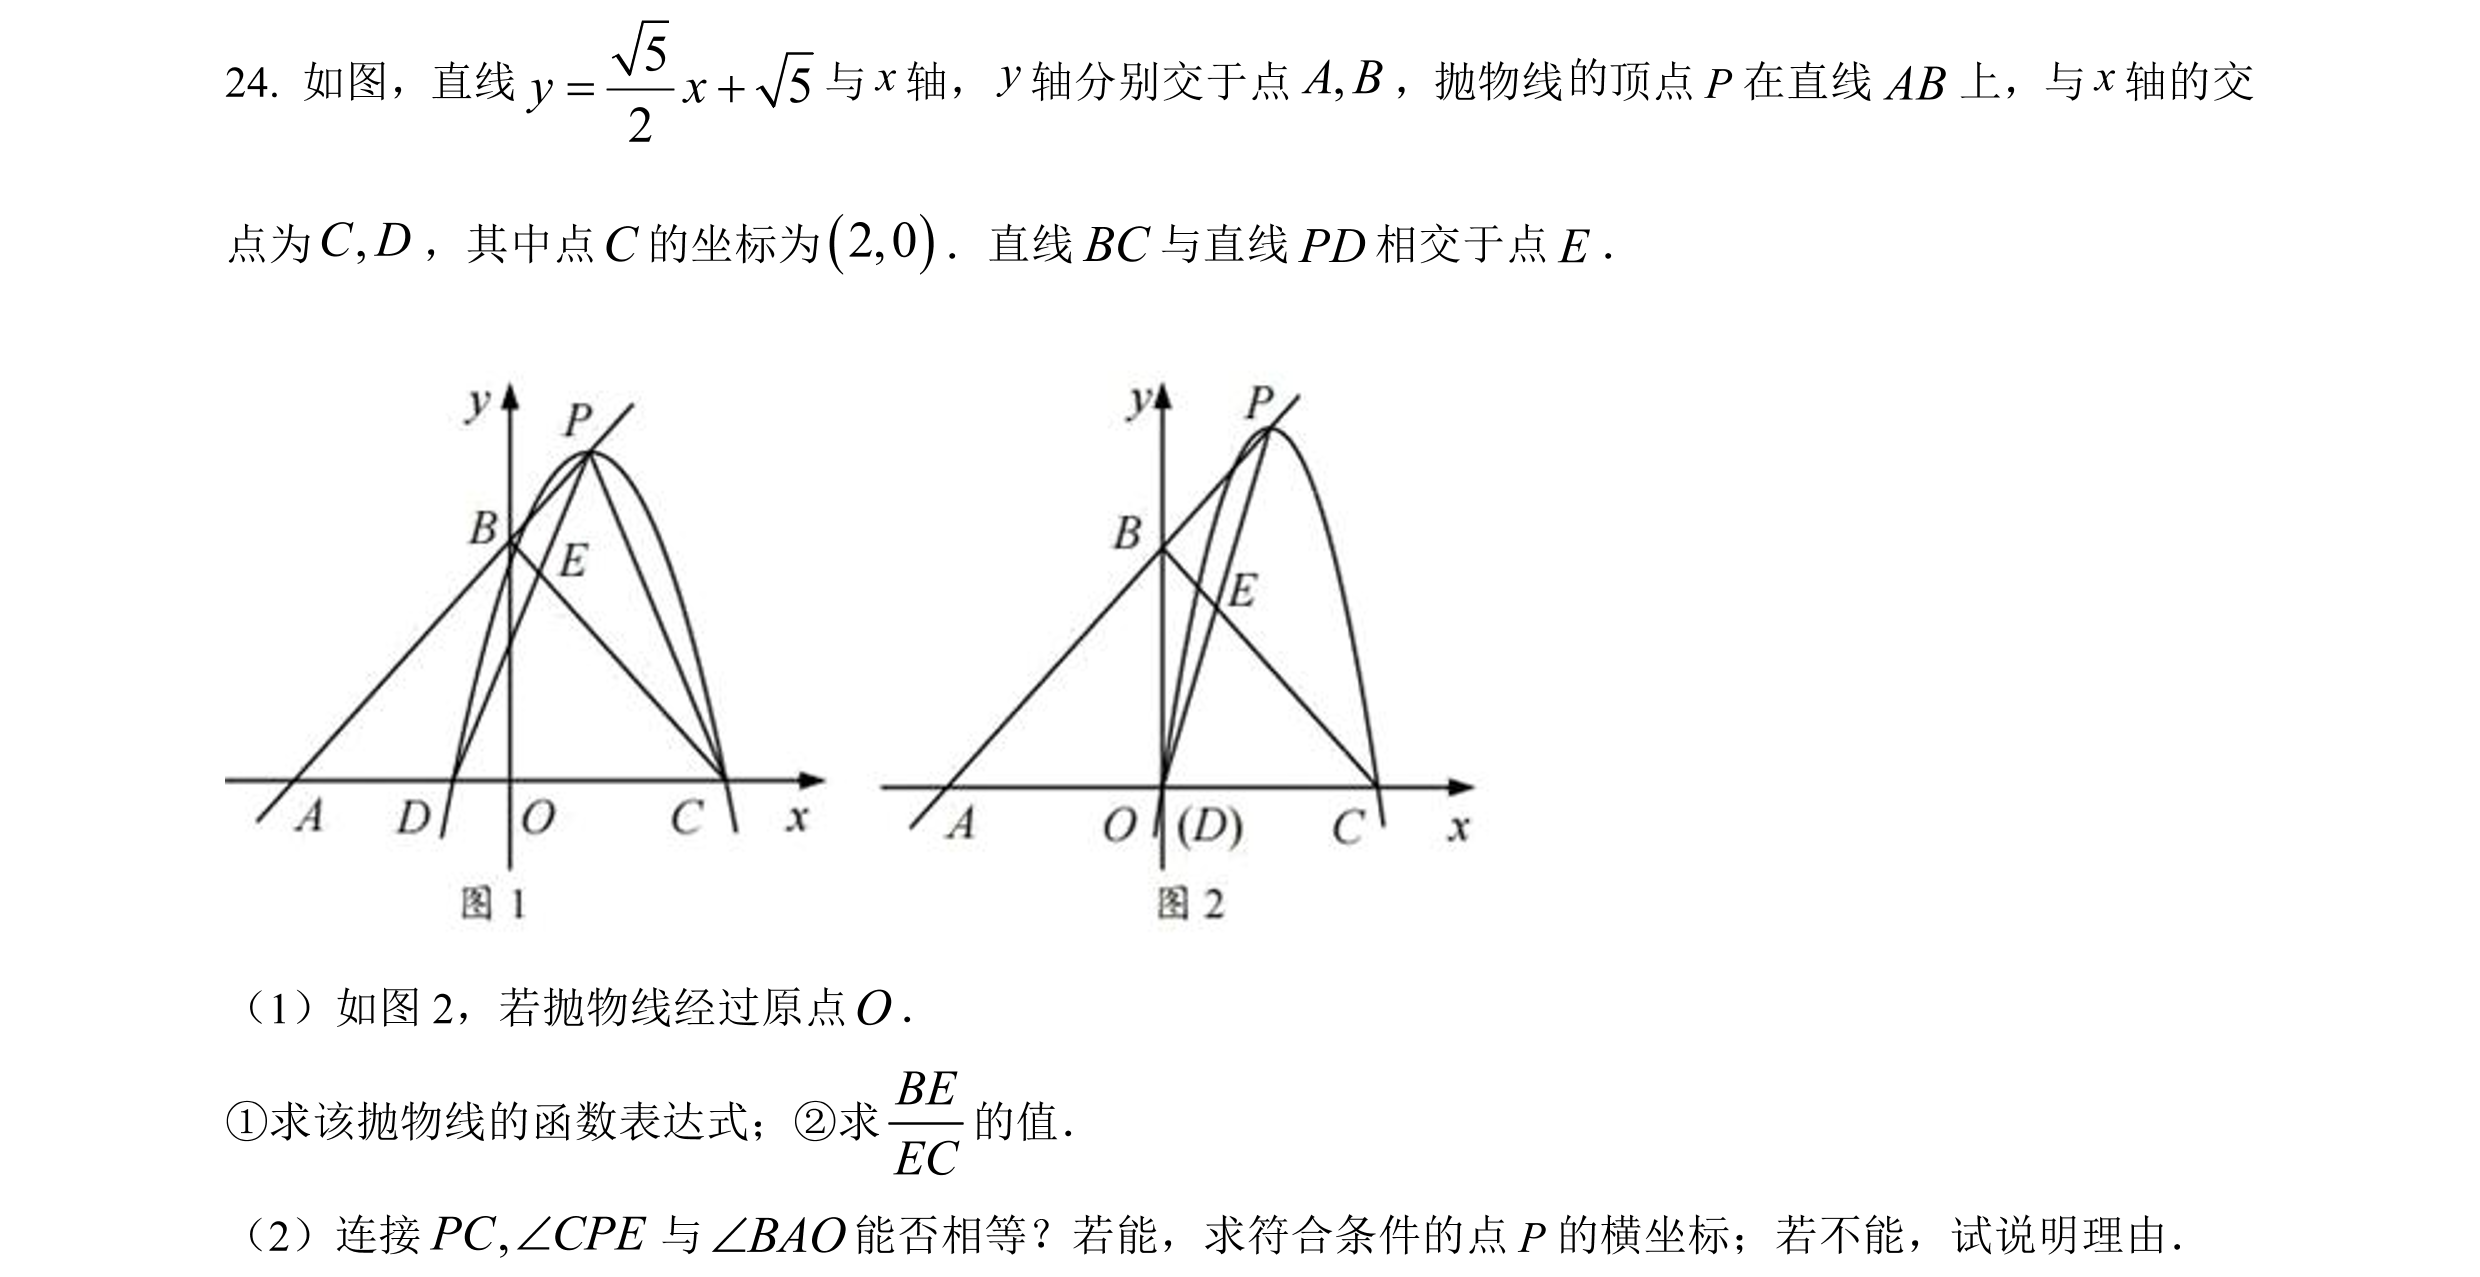 24. 如图，直线 $y=\frac{\sqrt{5}}{2}x+\sqrt{5}$ 与 $x$ 轴，$y$ 轴分别交于点 $A,B$，抛物线的顶点 $P$ 在直线 $AB$ 上，与 $x$ 轴的交
点为 $C,D$，其中点 $C$ 的坐标为 $(2,0)$．直线 $BC$ 与直线 $PD$ 相交于点 $E$．
y P B E A D O C x
图 1
y P B E A O (D) C x
图 2
（1）如图 2，若抛物线经过原点 $O$．
①求该抛物线的函数表达式；②求 $\frac{BE}{EC}$ 的值．
（2）连接 $PC,\angle CPE$ 与 $\angle BAO$ 能否相等？若能，求符合条件的点 $P$ 的横坐标；若不能，试说明理由．